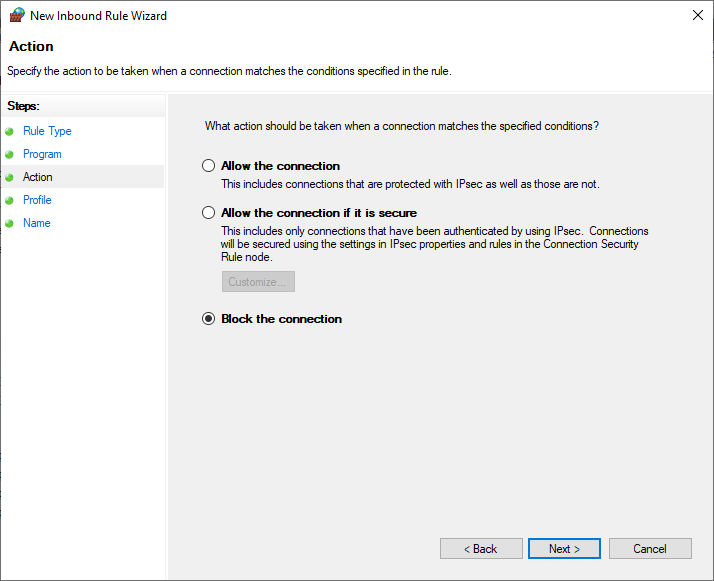 New Inbound Rule Wizard
Action
Specify the action to be taken when a connection matches the conditions specified in the rule.
Steps:
Rule Type
Program
Action
Profile
Name
What action should be taken when a connection matches the specified conditions?
Allow the connection
This includes connections that are protected with IPsec as well as those are not.
Allow the connection if it is secure
This includes only connections that have been authenticated by using IPsec. Connections
will be secured using the settings in IPsec properties and rules in the Connection Security
Rule node.
Customize...
Block the connection
< Back
Next >
Cancel